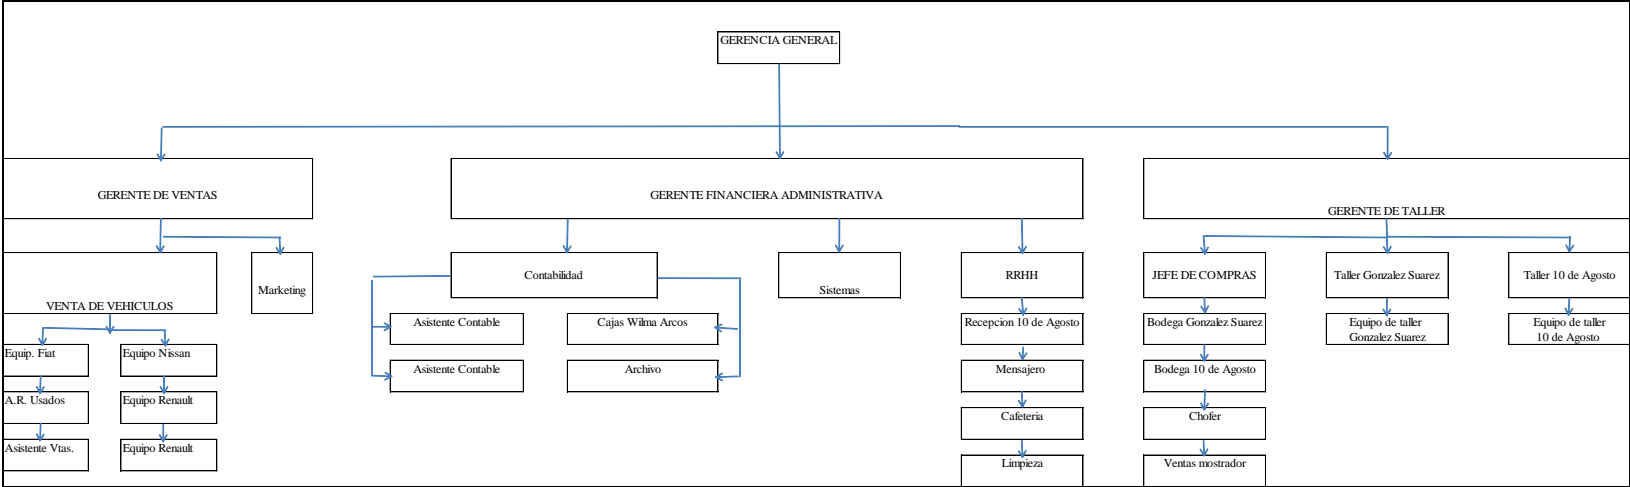 GERENCIA GENERAL
GERENTE DE VENTAS
GERENTE FINANCIERA ADMINISTRATIVA
GERENTE DE TALLER
VENTA DE VEHICULOS
Marketing
Contabilidad
Sistemas
RRHH
JEFE DE COMPRAS
Taller Gonzalez Suarez
Taller 10 de Agosto
Equip. Fiat
Equipo Nissan
A.R. Usados
Equipo Renault
Asistente Vtas.
Equipo Renault
Asistente Contable
Cajas Wilma Arcos
Asistente Contable
Archivo
Recepcion 10 de Agosto
Mensajero
Cafeteria
Limpieza
Bodega Gonzalez Suarez
Bodega 10 de Agosto
Chofer
Ventas mostrador
Equipo de taller
Gonzalez Suarez
Equipo de taller
10 de Agosto